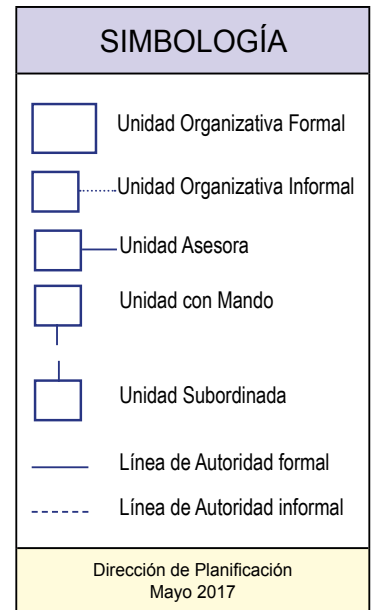 SIMBOLOGÍA
Unidad Organizativa Formal
Unidad Organizativa Informal
Unidad Asesora
Unidad con Mando
Unidad Subordinada
Línea de Autoridad formal
Línea de Autoridad informal
Dirección de Planificación
Mayo 2017